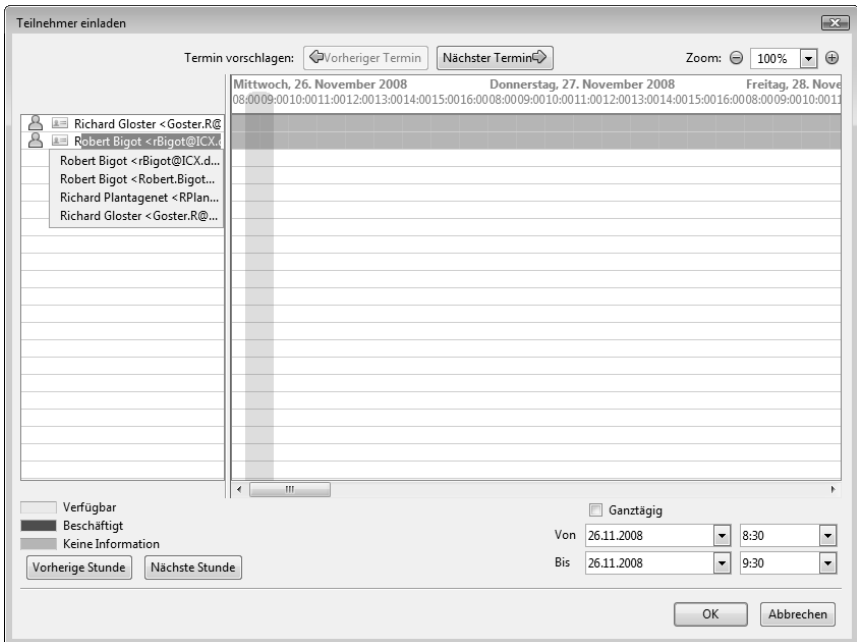 Teilnehmer einladen
Termin vorschlagen: Vorheriger Termin Nächster Termin Zoom: 100%
Mittwoch, 26. November 2008 Donnerstag, 27. November 2008 Freitag, 28. Nove
08:0009:0010:0011:0012:0013:0014:0015:0016:0008:0009:0010:0011:0012:0013:0014:0015:0016:0008:0009:0010:0011
Richard Gloster <Goster.R@
Robert Bigot <rBigot@ICX.d
Robert Bigot <rBigot@ICX.d...
Robert Bigot <Robert.Bigot...
Richard Plantagenet <RPlan...
Richard Gloster <Goster.R@...
Verfügbar
Beschäftigt
Keine Information
Vorherige Stunde Nächste Stunde
Ganztägig
Von 26.11.2008 8:30
Bis 26.11.2008 9:30
OK Abbrechen